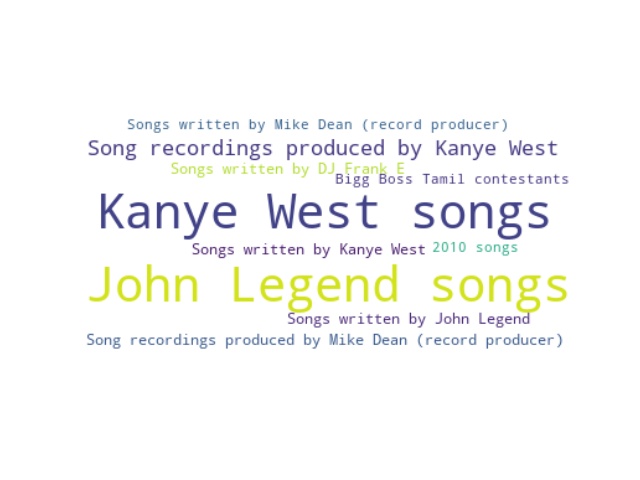 Songs written by Mike Dean (record producer)
Song recordings produced by Kanye West
Songs written by DJ Frank E
Bigg Boss Tamil contestants
Kanye West songs
Songs written by Kanye West
2010 songs
John Legend songs
Songs written by John Legend
Song recordings produced by Mike Dean (record producer)